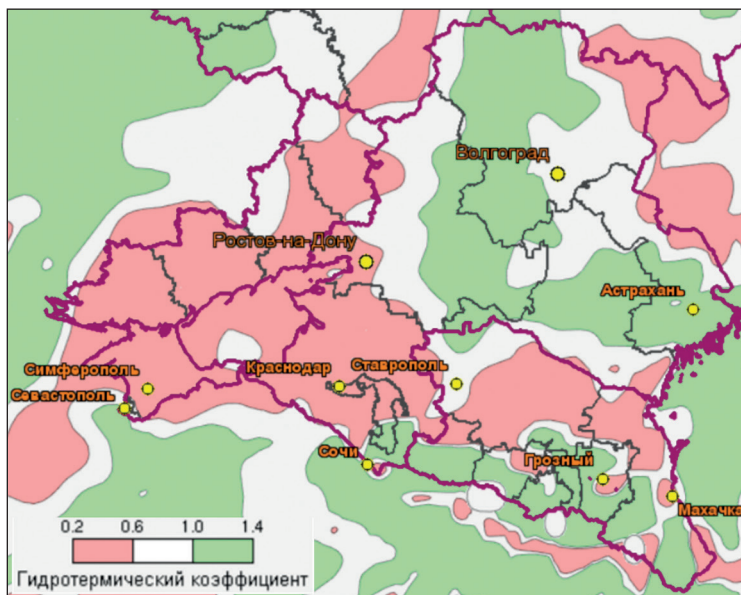 Волгоград
Ростов-на-Дону
Астрахань
Симферополь
Краснодар
Ставрополь
Севастополь
Сочи
Грозный
Махачка
0.2 0.6 1.0 1.4
Гидротермический коэффициент